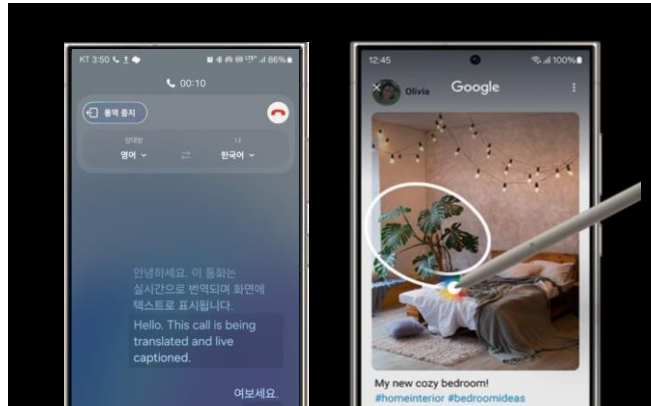 KT 3:50
86%
00:10
통역 중지
상대방
나
영어
한국어
안녕하세요. 이 통화는
실시간으로 번역되며 화면에
텍스트로 표시됩니다.
Hello. This call is being
translated and live
captioned.
여보세요.
12:45
100%
Olivia
Google
My new cozy bedroom!
#homeinterior #bedroomideas